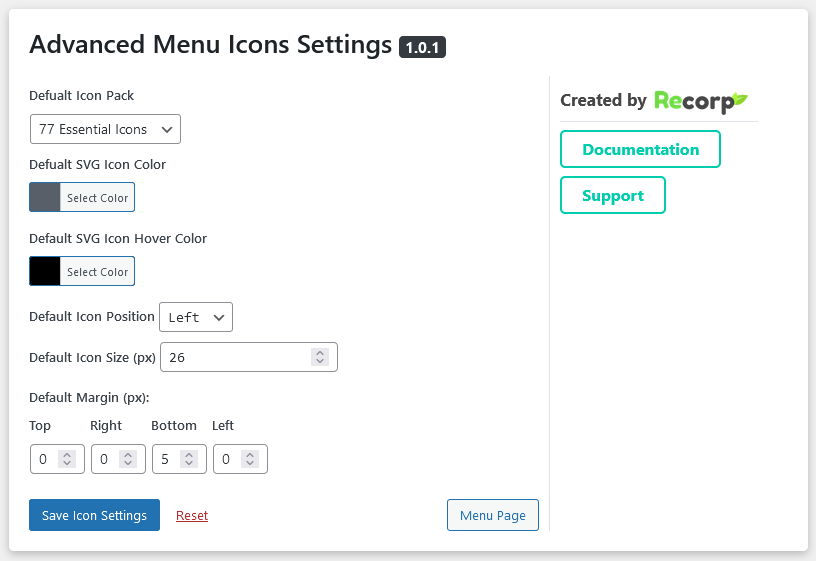 Advanced Menu Icons Settings 1.0.1
Defualt Icon Pack
77 Essential Icons
Defualt SVG Icon Color
Select Color
Default SVG Icon Hover Color
Select Color
Default Icon Position Left
Default Icon Size (px) 26
Default Margin (px):
Top Right Bottom Left
0 0 5 0
Save Icon Settings Reset Menu Page
Created by Recorp
Documentation
Support